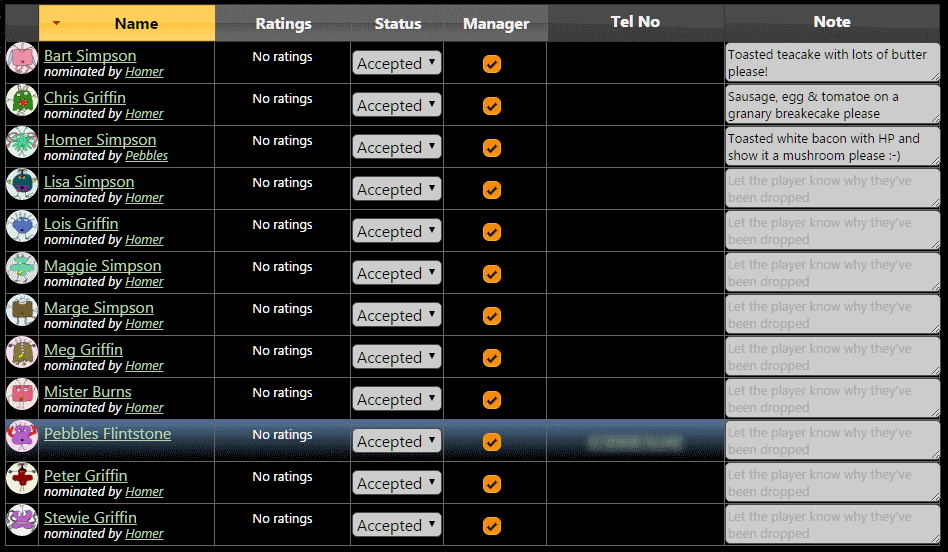 Name Ratings Status Manager Tel No Note
Bart Simpson No ratings Accepted Toasted teacake with lots of butter
nominated by Homer please!
Chris Griffin No ratings Accepted Sausage, egg & tomatoe on a
nominated by Homer granary breakecake please
Homer Simpson No ratings Accepted Toasted white bacon with HP and
nominated by Pebbles show it a mushroom please :-)
Lisa Simpson No ratings Accepted Let the player know why they've
nominated by Homer been dropped
Lois Griffin No ratings Accepted Let the player know why they've
nominated by Homer been dropped
Maggie Simpson No ratings Accepted Let the player know why they've
nominated by Homer been dropped
Marge Simpson No ratings Accepted Let the player know why they've
nominated by Homer been dropped
Meg Griffin No ratings Accepted Let the player know why they've
nominated by Homer been dropped
Mister Burns No ratings Accepted Let the player know why they've
nominated by Homer been dropped
Pebbles Flintstone No ratings Accepted Let the player know why they've
been dropped
Peter Griffin No ratings Accepted Let the player know why they've
nominated by Homer been dropped
Stewie Griffin No ratings Accepted Let the player know why they've
nominated by Homer been dropped